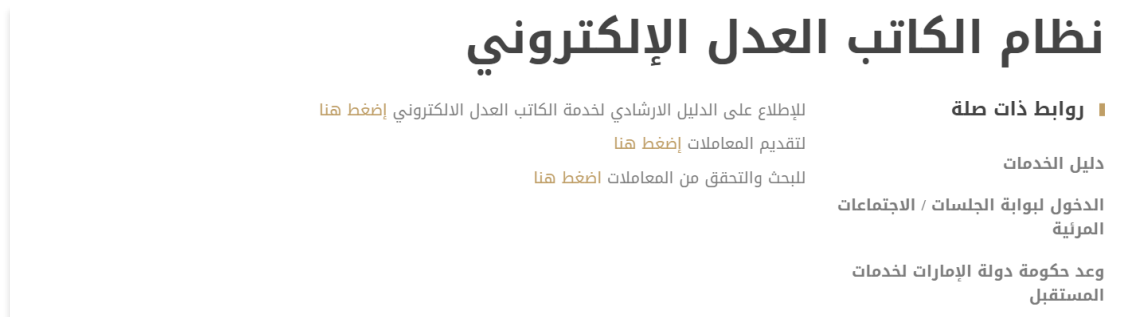 نظام الكاتب العدل الإلكتروني
روابط ذات صلة
دليل الخدمات
الدخول لبوابة الجلسات / الاجتماعات
المرئية
وعد حكومة دولة الإمارات لخدمات
المستقبل
للإطلاع على الدليل الارشادي لخدمة الكاتب العدل الالكتروني إضغط هنا
لتقديم المعاملات إضغط هنا
للبحث والتحقق من المعاملات اضغط هنا